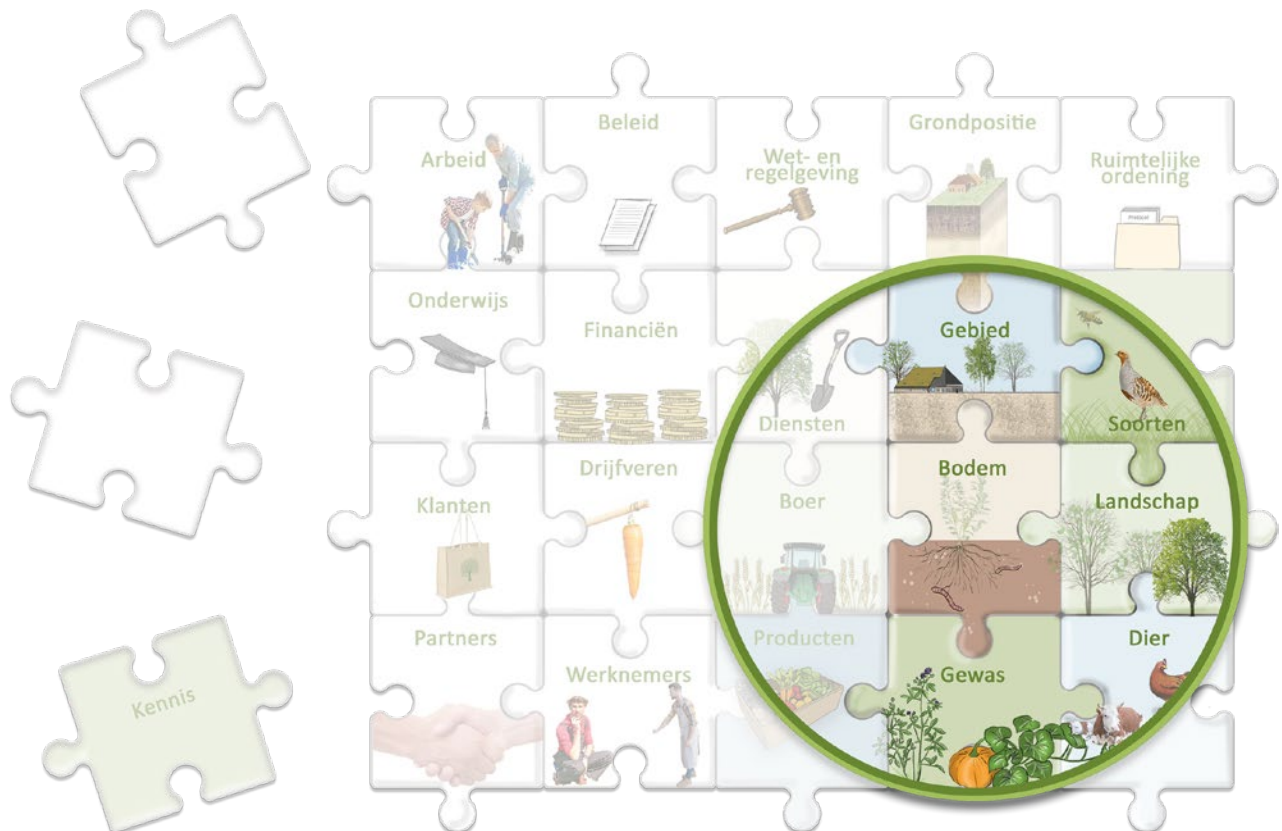 Beleid
Grondpositie
Arbeid
Wet- en
regelgeving
Ruimtelijke
ordening
Onderwijs
Financiën
Gebied
Diensten
Soorten
Drijfveren
Bodem
Klanten
Boer
Landschap
Partners
Producten
Dier
Werknemers
Gewas
Kennis